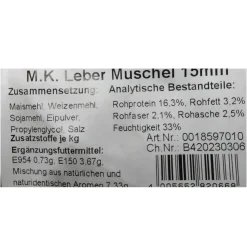 M.K. Leber Muschel 15mm
Zusammensetzung: Analytische Bestandteile:
Maismehl, Weizenmehl, Rohprotein 16,3%, Rohfett 3,2%
Sojamehl, Eipulver, Rohfaser 2,1%, Rohasche 2,5%
Propylenglycol, Salz Feuchtigkeit 33%
Zusatzstoffe je kg Art.Nr.: 0018597010
Ergänzungsfuttermittel: Ch.Nr.: B420230306
E954 0,73g, E150 3,67g,
Mischung aus natürlichen und
naturidentischen Aromen 7,33g